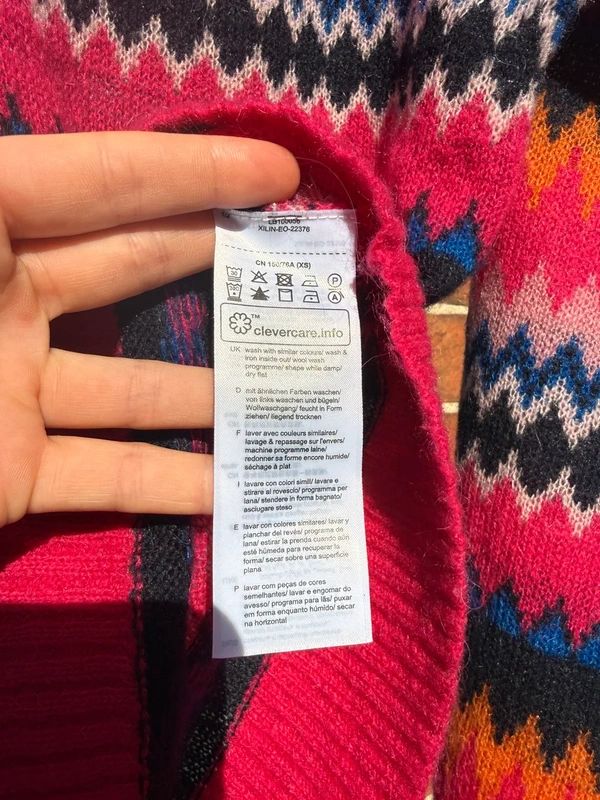 XILIN-EO-22376
CN 150/76A (XS)
30
P
A
TM
clevercare.info
UK wash with similar colours/ wash &
iron inside out/ wool wash
programme/ shape while damp/
dry flat
D mit ähnlichen Farben waschen/
von links waschen und bügeln/
Wollwaschgang/ feucht in Form
ziehen/ liegend trocknen
F laver avec couleurs similaires/
lavage & repassage sur l'envers/
machine programme laine/
redonner sa forme encore humide/
séchage à plat
I lavare con colori simili/ lavare e
stirare al rovescio/ programma per
lana/ stendere in forma bagnato/
asciugare steso
E lavar con colores similares/ lavar y
planchar del revés/ programa de
lana/ estirar la prenda cuando aún
esté húmeda para recuperar la
forma/ secar sobre una superficie
plana
P lavar com peças de cores
semelhantes/ lavar e engomar do
avesso/ programa para lãs/ puxar
em forma enquanto húmido/ secar
na horizontal